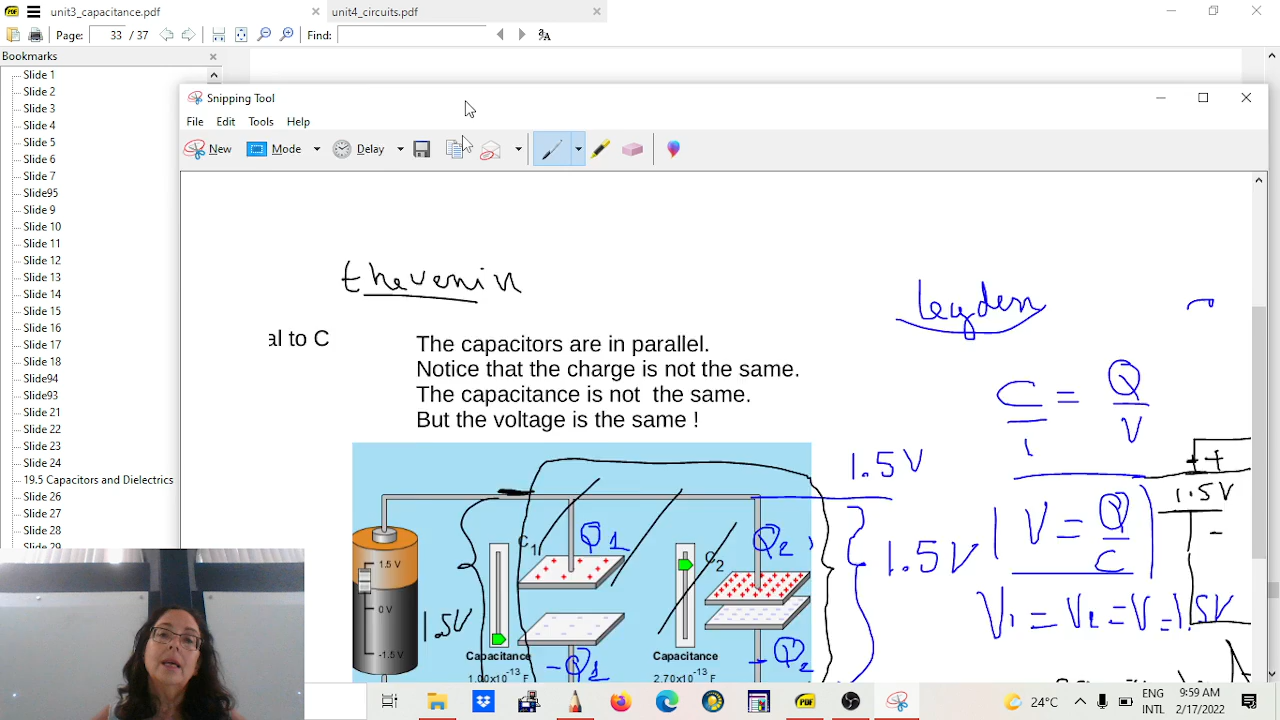 unit3_capacitance.pdf
unit4_circuits.pdf
Page: 33 / 37
Find:
Bookmarks
Slide 1
Slide 2
Slide 3
Slide 4
Slide 5
Slide 6
Slide 7
Slide95
Slide 9
Slide 10
Slide 11
Slide 12
Slide 13
Slide 14
Slide 15
Slide 16
Slide 17
Slide 18
Slide94
Slide93
Slide 21
Slide 22
Slide 23
Slide 24
19.5 Capacitors and Dielectrics
Slide 26
Slide 27
Slide 28
Slide 29
Snipping Tool
File Edit Tools Help
New Mode Delay
thevenin
leyden
al to C
The capacitors are in parallel.
Notice that the charge is not the same.
The capacitance is not the same.
But the voltage is the same !
C = Q
V
1.5V
+
1.5V
-
V = Q
C
1.5V
V1 = V2 = V = 1.5V
1.5 V
0 V
-1.5 V
1.5V
C1
Q1
-Q1
Capacitance
1.00x10-13 F
C2
Q2
-Q2
Capacitance
2.70x10-13 F
24°C
ENG
INTL
9:59 AM
2/17/2022